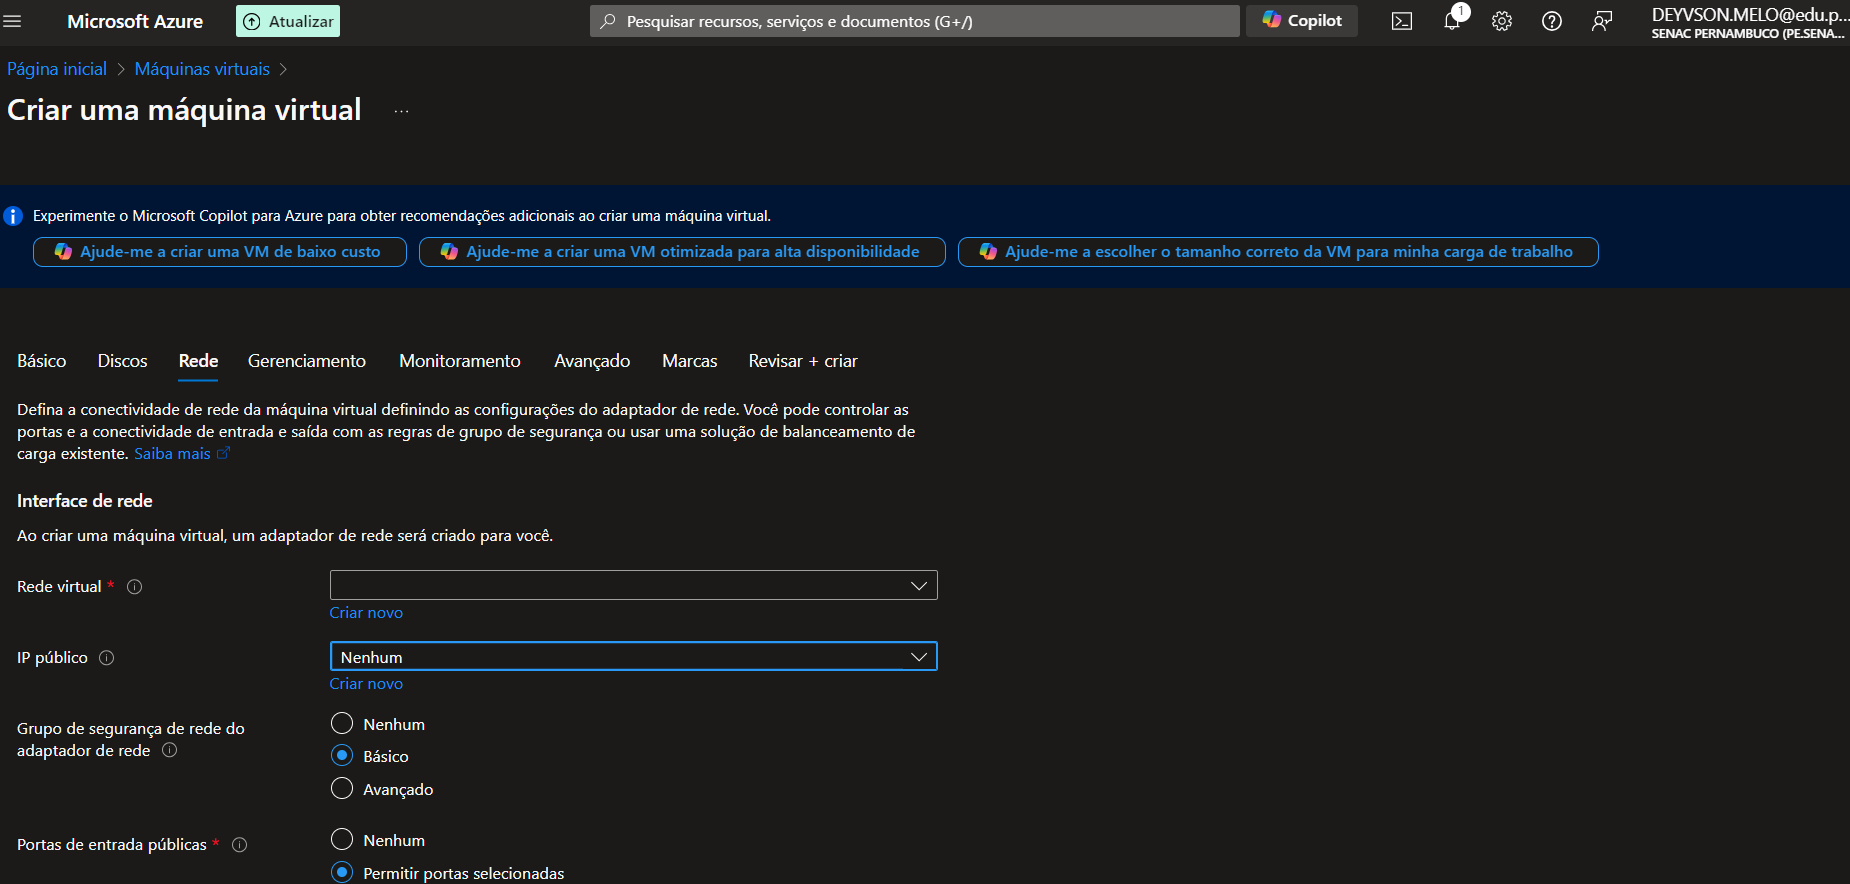 Microsoft Azure
Atualizar
Pesquisar recursos, serviços e documentos (G+/)
Copilot
1
DEYVSON.MELO@edu.p...
SENAC PERNAMBUCO (PE.SENA...
Página inicial > Máquinas virtuais >
Criar uma máquina virtual ...
Experimente o Microsoft Copilot para Azure para obter recomendações adicionais ao criar uma máquina virtual.
Ajude-me a criar uma VM de baixo custo
Ajude-me a criar uma VM otimizada para alta disponibilidade
Ajude-me a escolher o tamanho correto da VM para minha carga de trabalho
Básico Discos Rede Gerenciamento Monitoramento Avançado Marcas Revisar + criar
Defina a conectividade de rede da máquina virtual definindo as configurações do adaptador de rede. Você pode controlar as
portas e a conectividade de entrada e saída com as regras de grupo de segurança ou usar uma solução de balanceamento de
carga existente. Saiba mais
Interface de rede
Ao criar uma máquina virtual, um adaptador de rede será criado para você.
Rede virtual *
Criar novo
IP público
Nenhum
Criar novo
Grupo de segurança de rede do
adaptador de rede
Nenhum
Básico
Avançado
Portas de entrada públicas *
Nenhum
Permitir portas selecionadas